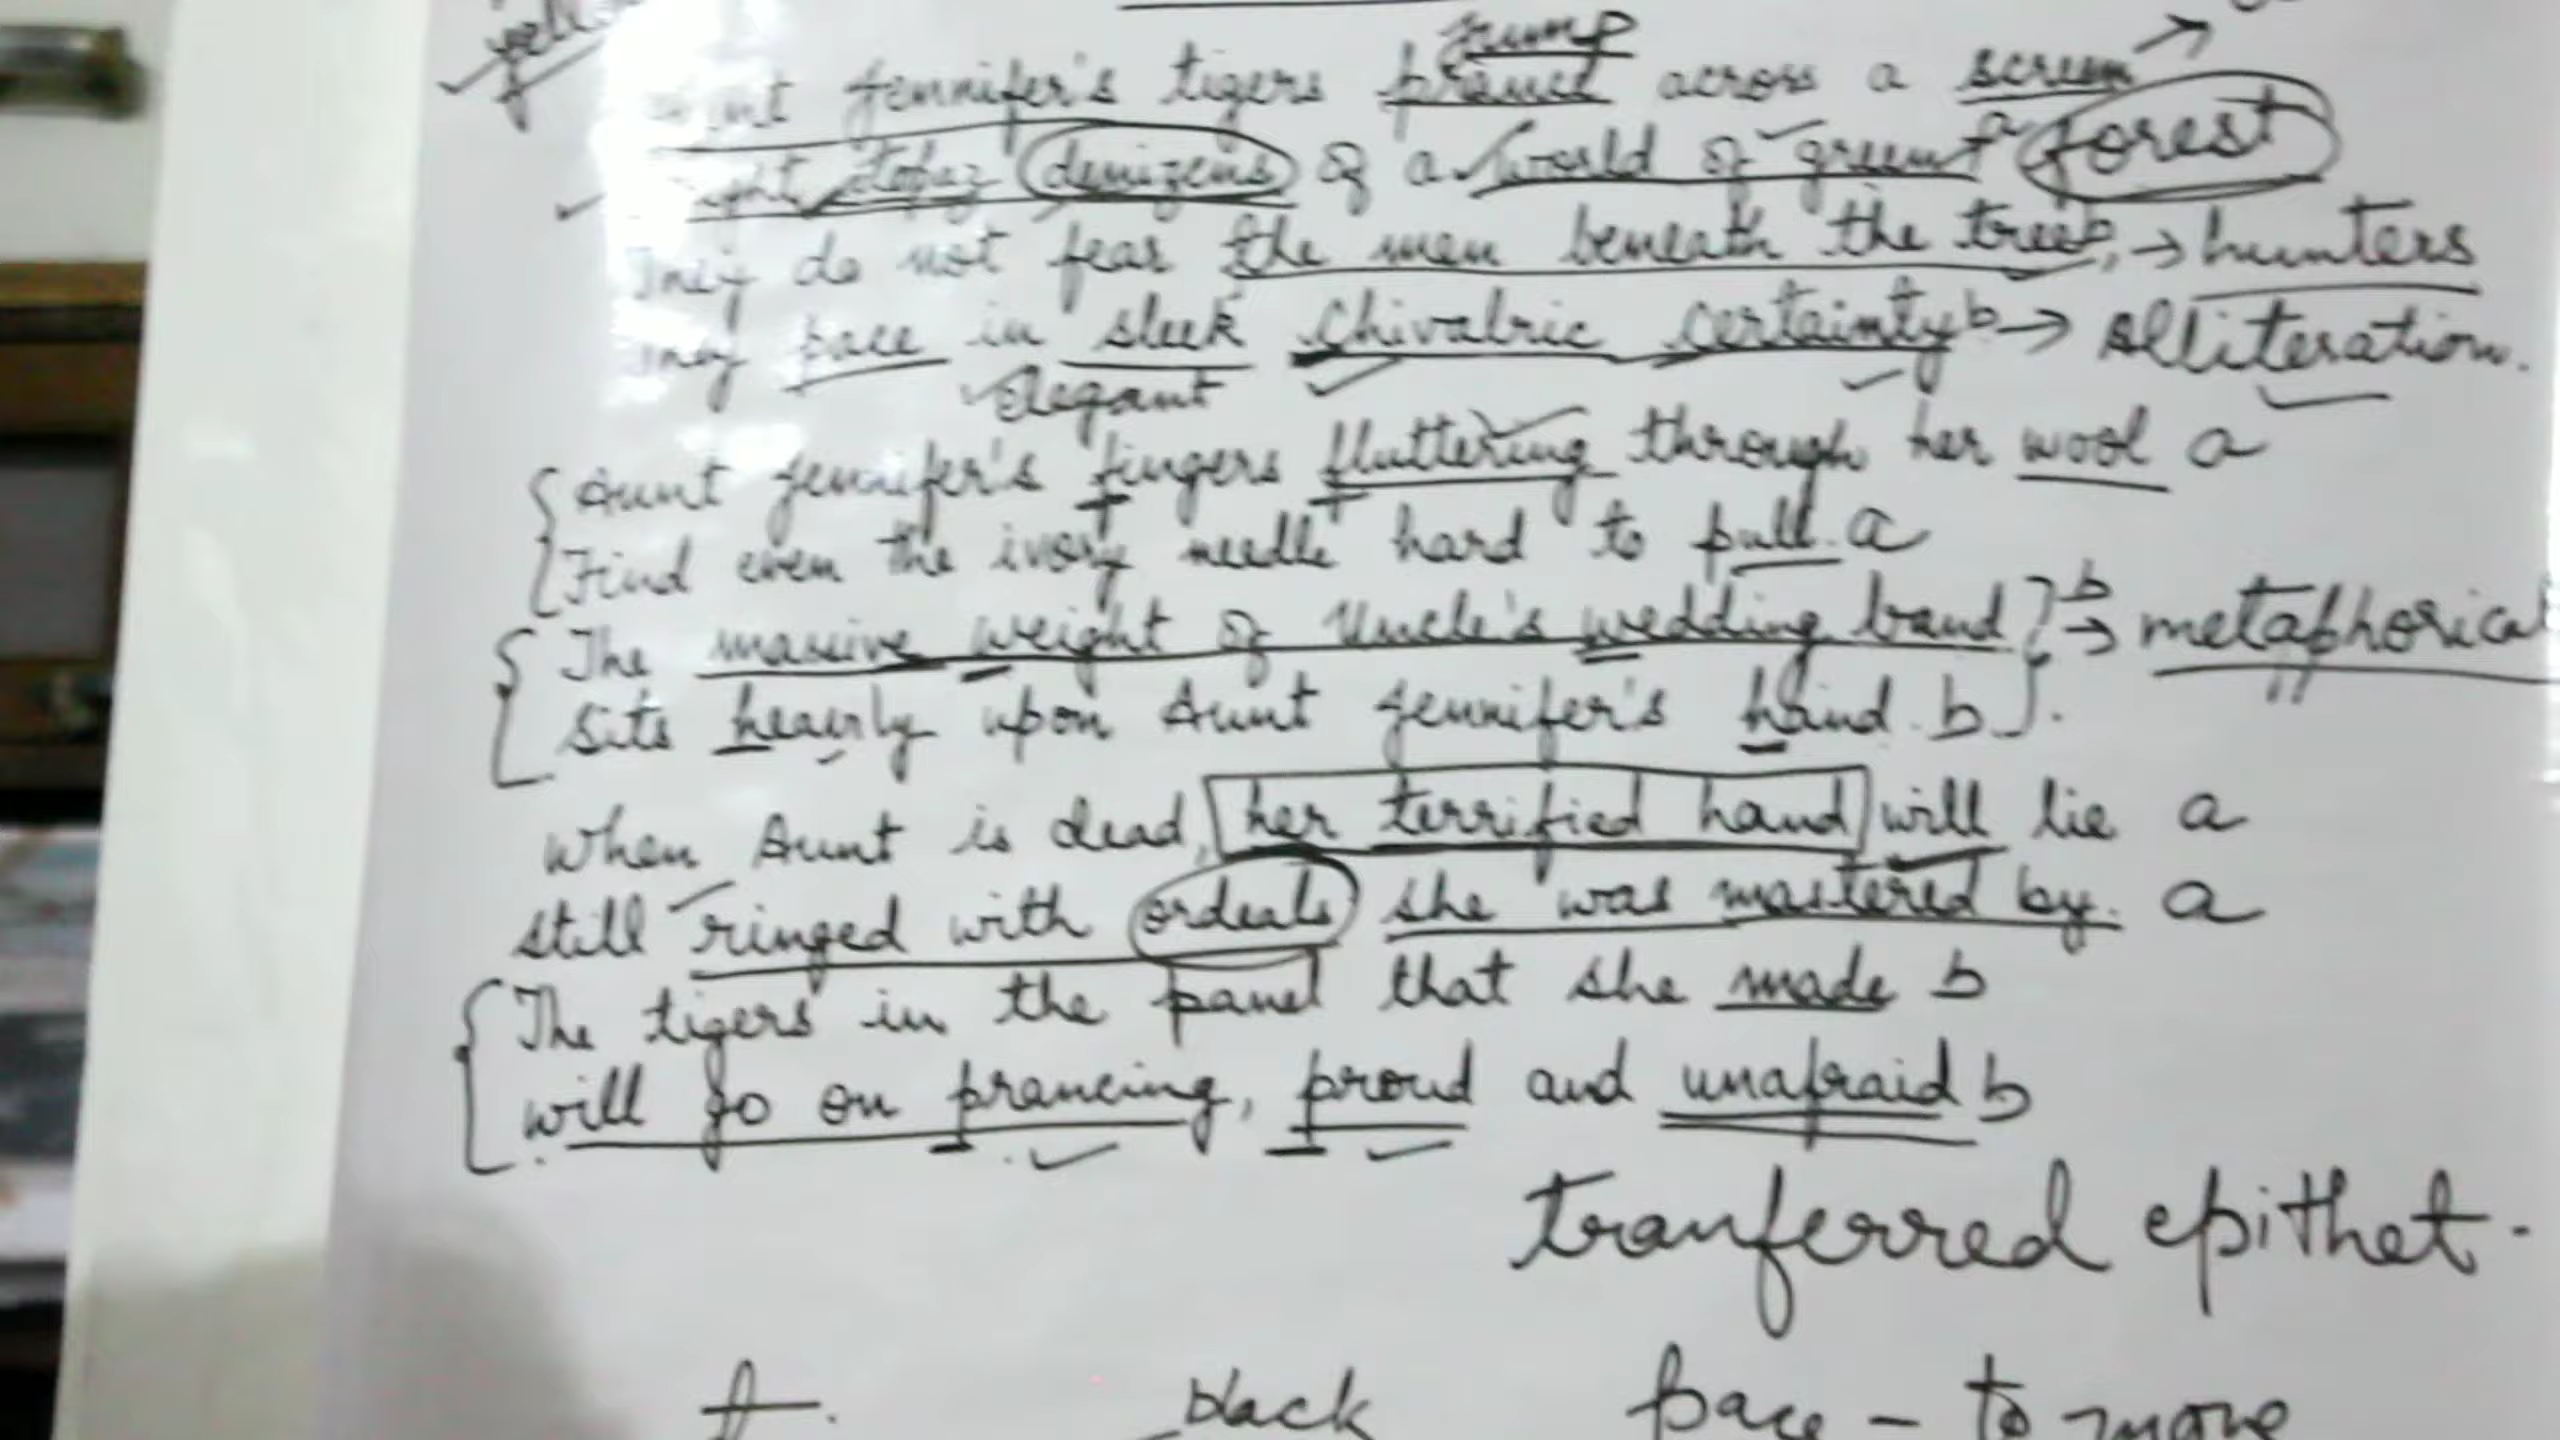 Jump
Jennifer's tigers prance across a screen →
topaz denizens of a world of green a forest
They do not fear the men beneath the tree b, → hunters
They pace in sleek chivalric certainty b → Alliteration.
elegant
{ Aunt Jennifer's fingers fluttering through her wool a
Find even the ivory needle hard to pull. a
{ The massive weight of Uncle's wedding band } b → metaphorical
Sits heavily upon Aunt Jennifer's hand. b
When Aunt is dead, her terrified hand will lie a
still ringed with ordeals she was mastered by. a
{ The tigers in the panel that she made b
will go on prancing, proud and unafraid b
tranferred epithet.
black pace - to move